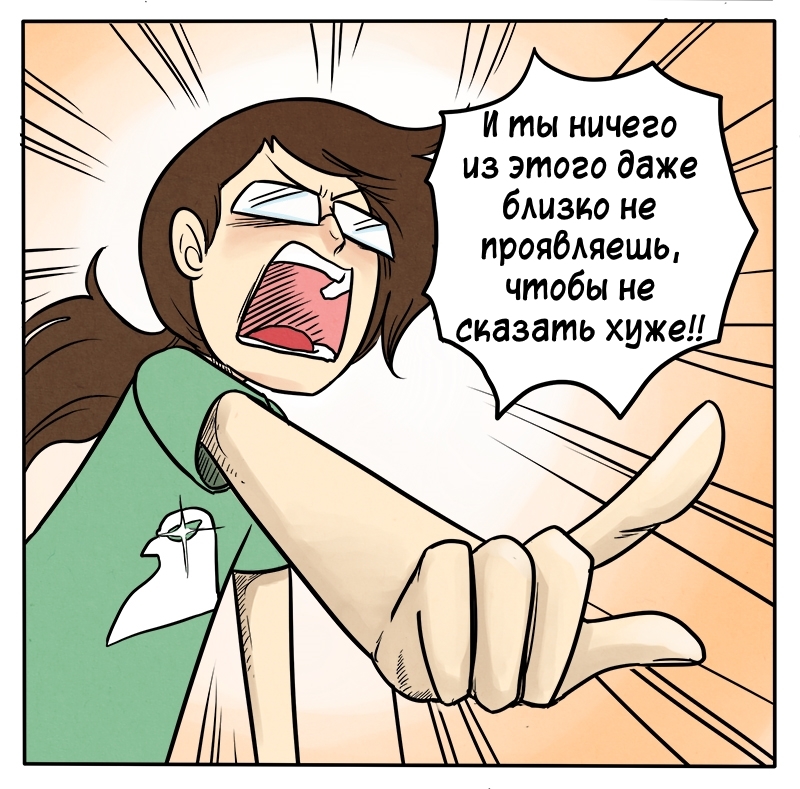 И ты ничего
из этого даже
близко не
проявляешь,
чтобы не
сказать хуже!!